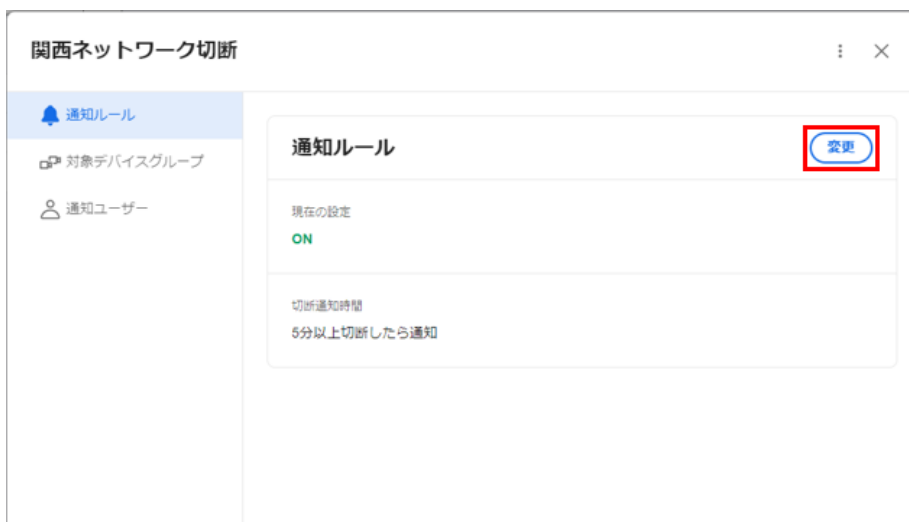 関西ネットワーク切断
通知ルール
対象デバイスグループ
通知ユーザー
通知ルール
変更
現在の設定
ON
切断通知時間
5分以上切断したら通知